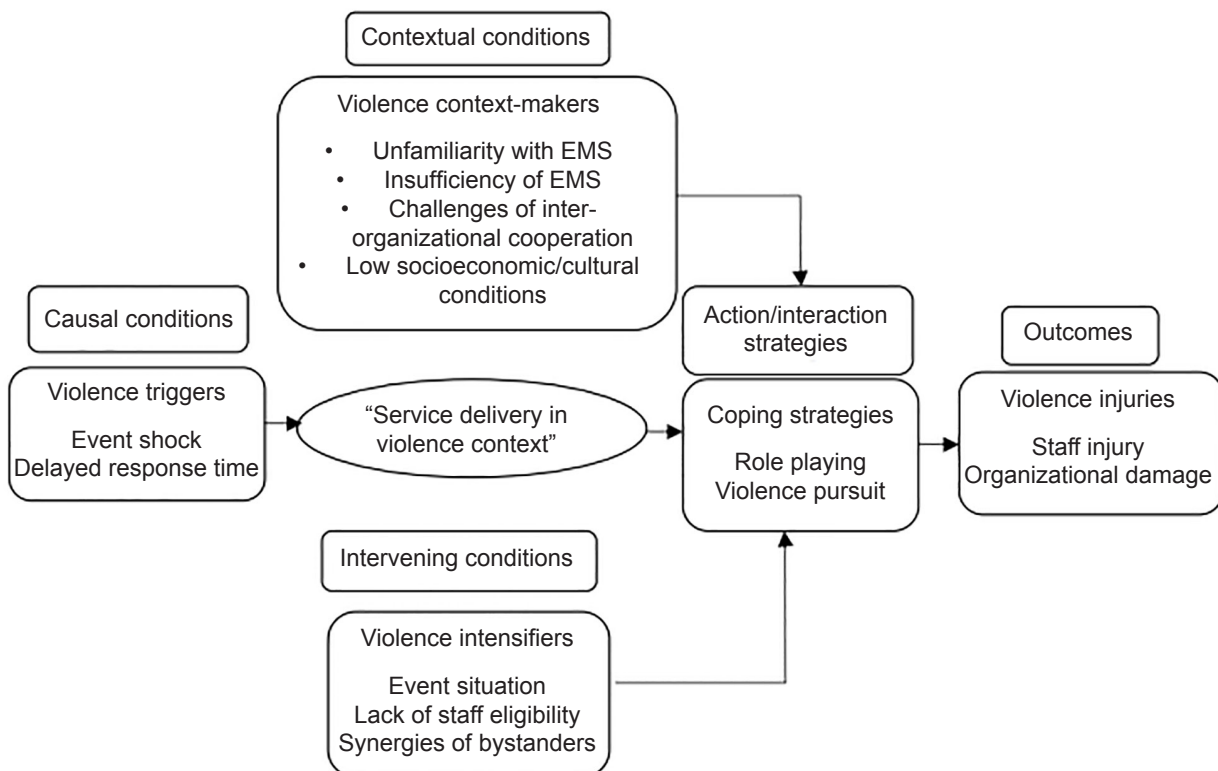 Contextual conditions
Violence context-makers
• Unfamiliarity with EMS
• Insufficiency of EMS
• Challenges of inter-
organizational cooperation
• Low socioeconomic/cultural
conditions
Causal conditions
Violence triggers
Event shock
Delayed response time
“Service delivery in
violence context”
Action/interaction
strategies
Coping strategies
Role playing
Violence pursuit
Outcomes
Violence injuries
Staff injury
Organizational damage
Intervening conditions
Violence intensifiers
Event situation
Lack of staff eligibility
Synergies of bystanders